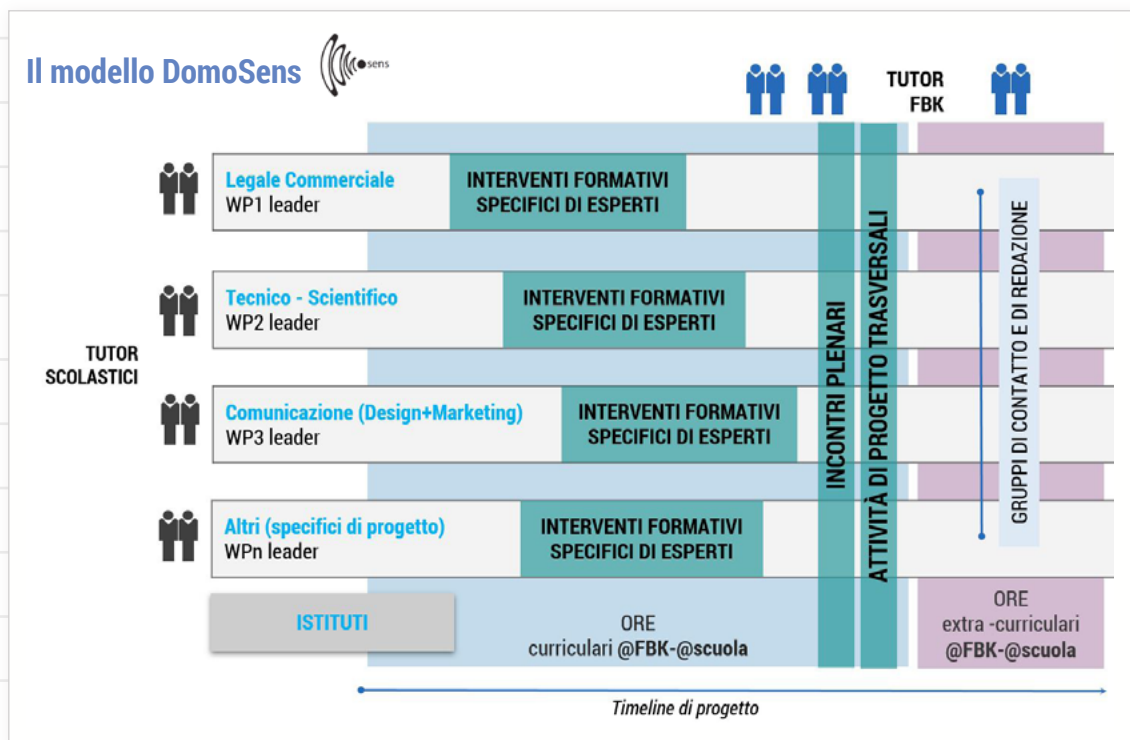 Il modello DomoSens
sens
TUTOR
FBK
TUTOR
SCOLASTICI
Legale Commerciale
WP1 leader
INTERVENTI FORMATIVI
SPECIFICI DI ESPERTI
Tecnico - Scientifico
WP2 leader
INTERVENTI FORMATIVI
SPECIFICI DI ESPERTI
Comunicazione (Design+Marketing)
WP3 leader
INTERVENTI FORMATIVI
SPECIFICI DI ESPERTI
Altri (specifici di progetto)
WPn leader
INTERVENTI FORMATIVI
SPECIFICI DI ESPERTI
INCONTRI PLENARI
ATTIVITÀ DI PROGETTO TRASVERSALI
GRUPPI DI CONTATTO E DI REDAZIONE
ISTITUTI
ORE
curriculari @FBK-@scuola
ORE
extra -curriculari
@FBK-@scuola
Timeline di progetto